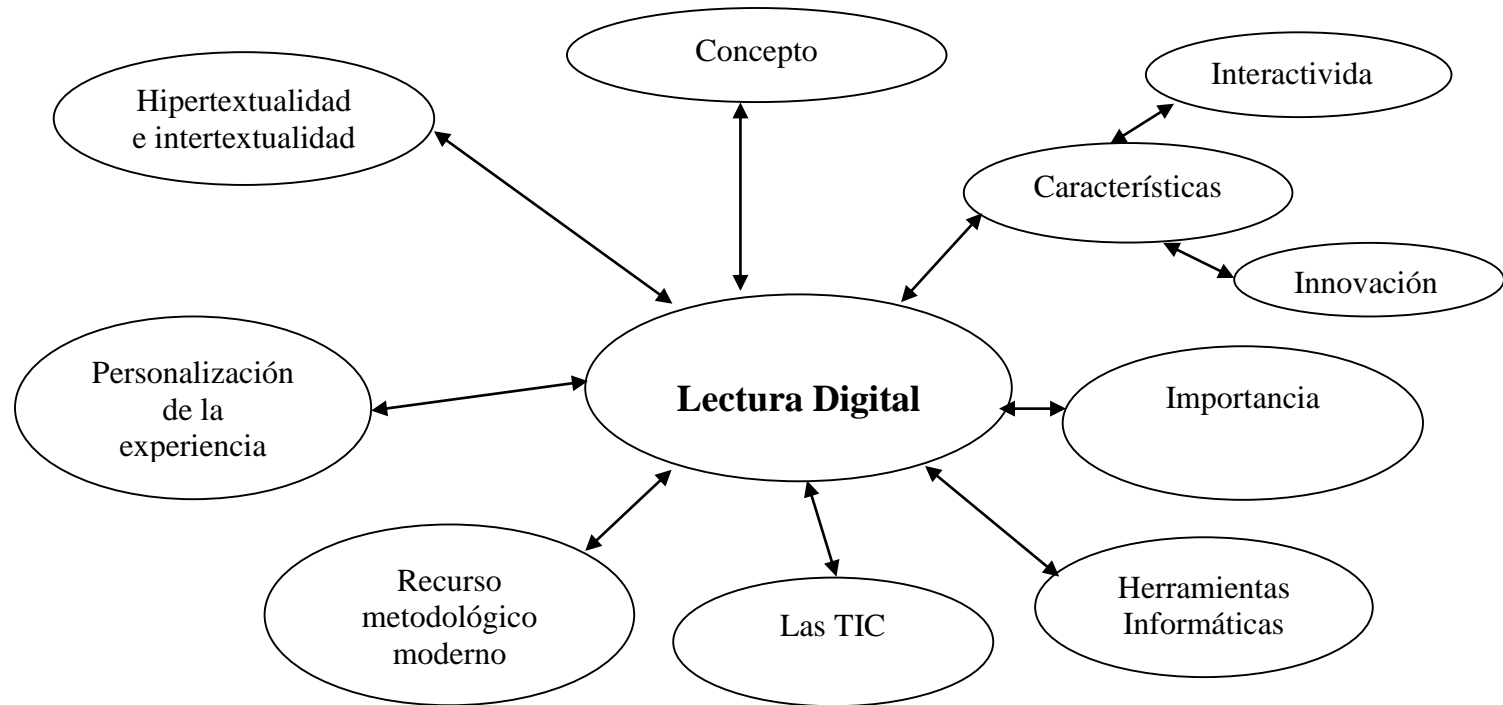 Concepto
Interactivida
Hipertextualidad
e intertextualidad
Características
Innovación
Personalización
de la
experiencia
Lectura Digital
Importancia
Recurso
metodológico
moderno
Las TIC
Herramientas
Informáticas